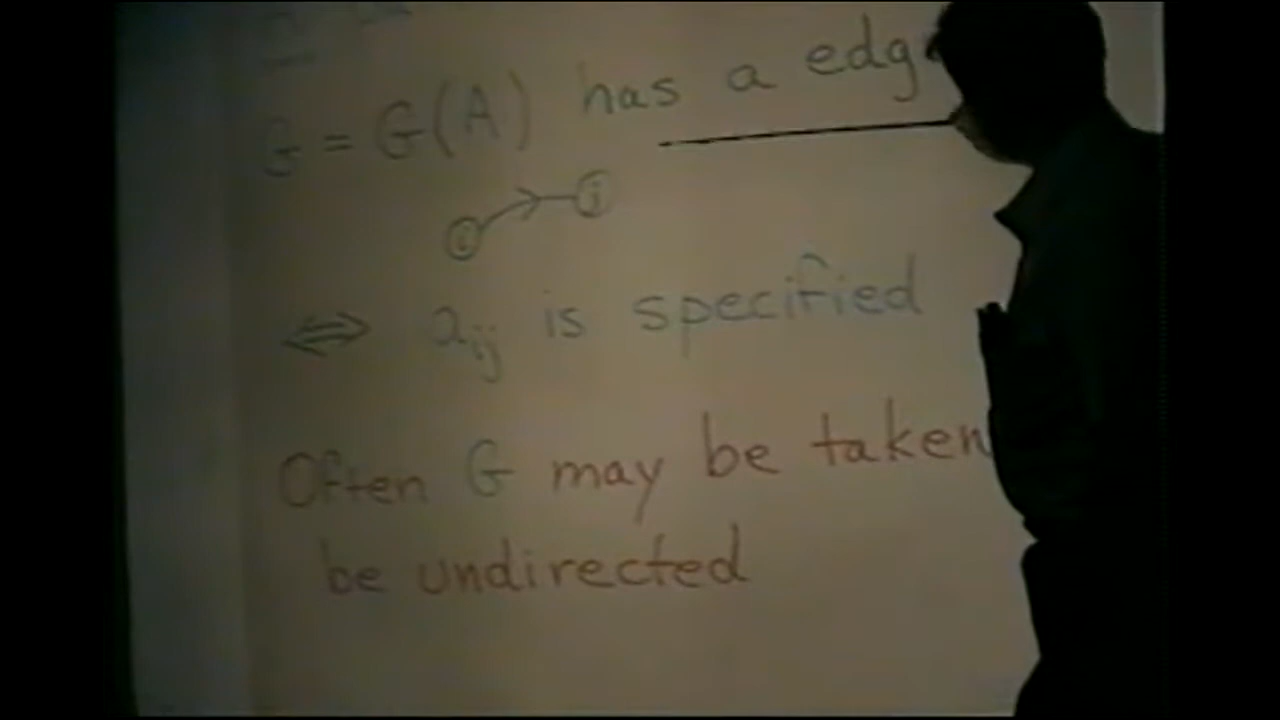 G = G(A) has a edg
i j
⇔ aij is specified
Often G may be taken
be undirected